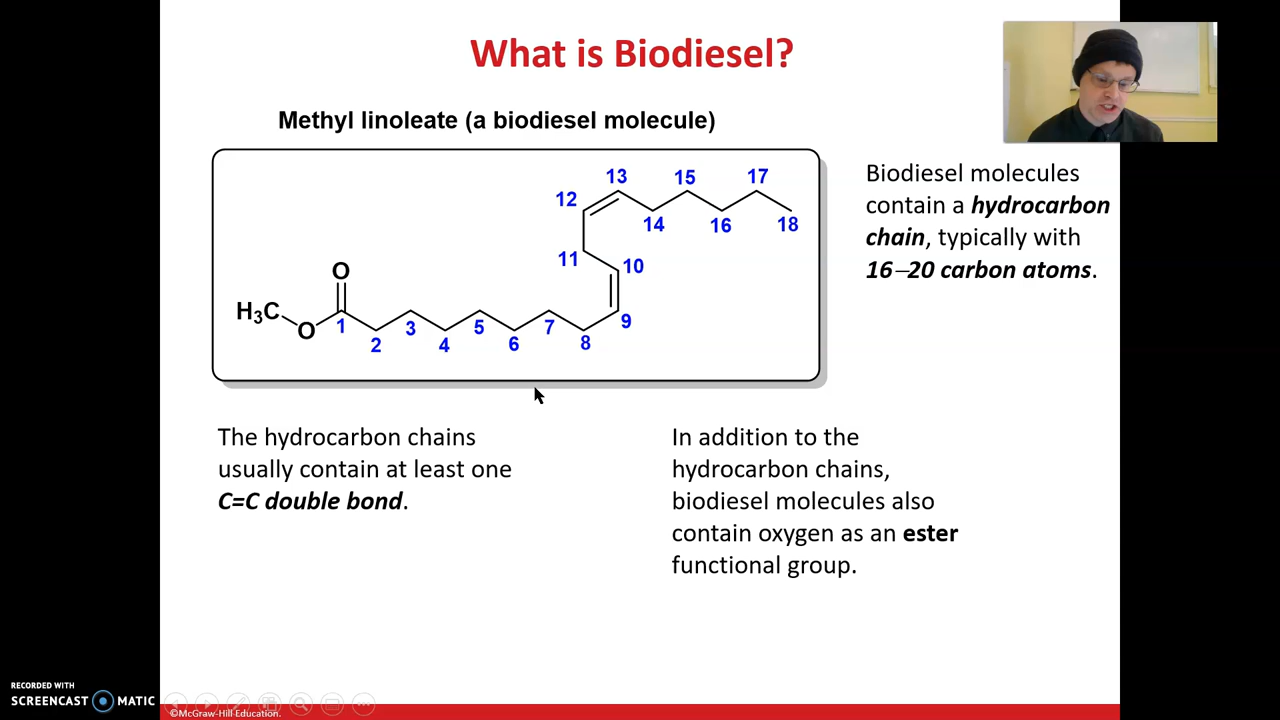 What is Biodiesel?
Methyl linoleate (a biodiesel molecule)
13
15
17
12
14
16
18
11
10
O
H₃C
O
1
3
5
7
9
2
4
6
8
Biodiesel molecules
contain a hydrocarbon
chain, typically with
16–20 carbon atoms.
The hydrocarbon chains
usually contain at least one
C=C double bond.
In addition to the
hydrocarbon chains,
biodiesel molecules also
contain oxygen as an ester
functional group.
RECORDED WITH
SCREENCAST MATIC
©McGraw-Hill Education.